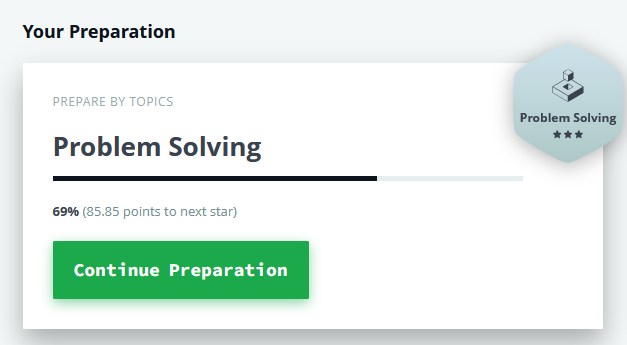 Your Preparation
PREPARE BY TOPICS
Problem Solving
Problem Solving
69% (85.85 points to next star)
Continue Preparation